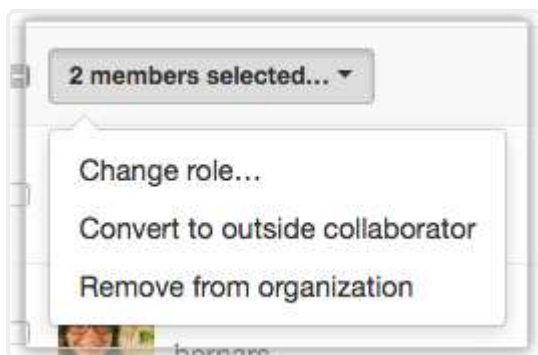 2 members selected...
Change role...
Convert to outside collaborator
Remove from organization